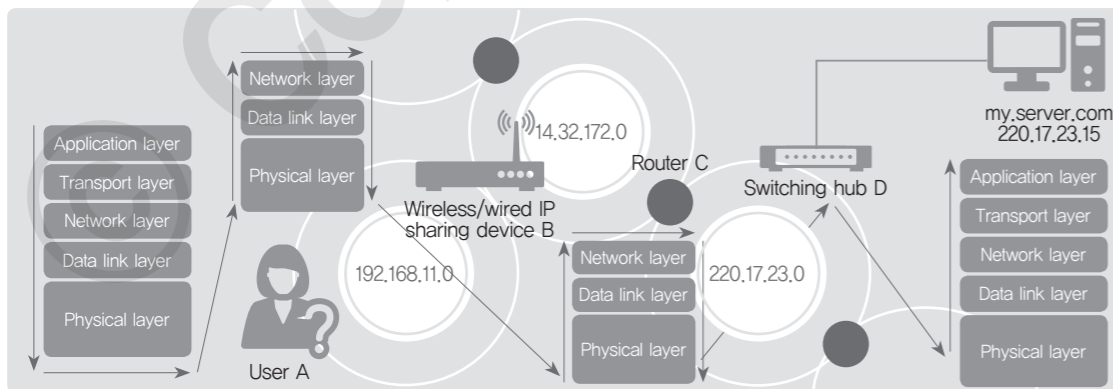 Application layer
Transport layer
Network layer
Data link layer
Physical layer
Network layer
Data link layer
Physical layer
User A
192.168.11.0
Wireless/wired IP
sharing device B
14.32.172.0
Router C
Network layer
Data link layer
Physical layer
220.17.23.0
Switching hub D
my.server.com
220.17.23.15
Application layer
Transport layer
Network layer
Data link layer
Physical layer